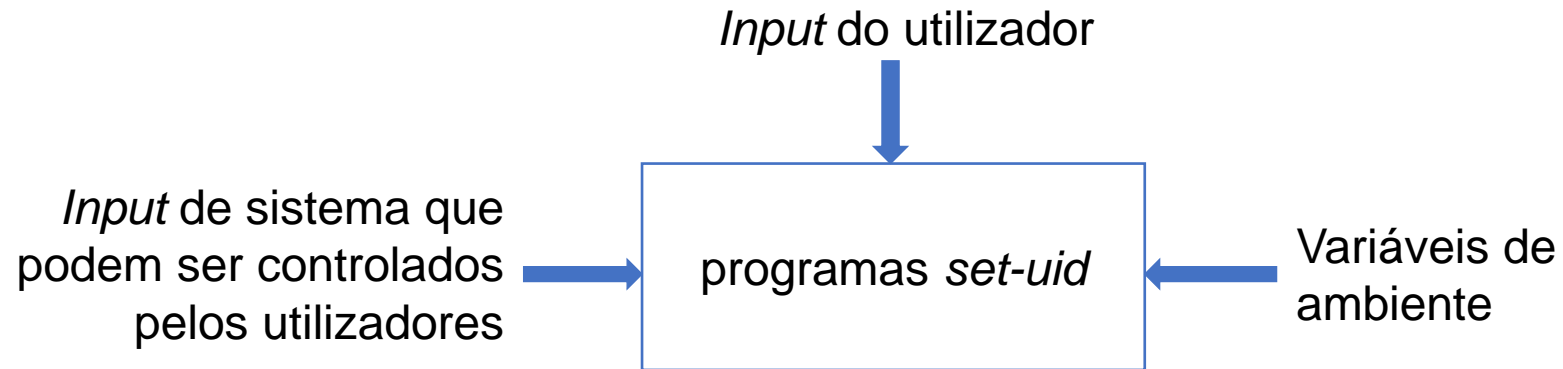 Input do utilizador
Input de sistema que
podem ser controlados
pelos utilizadores
programas set-uid
Variáveis de
ambiente